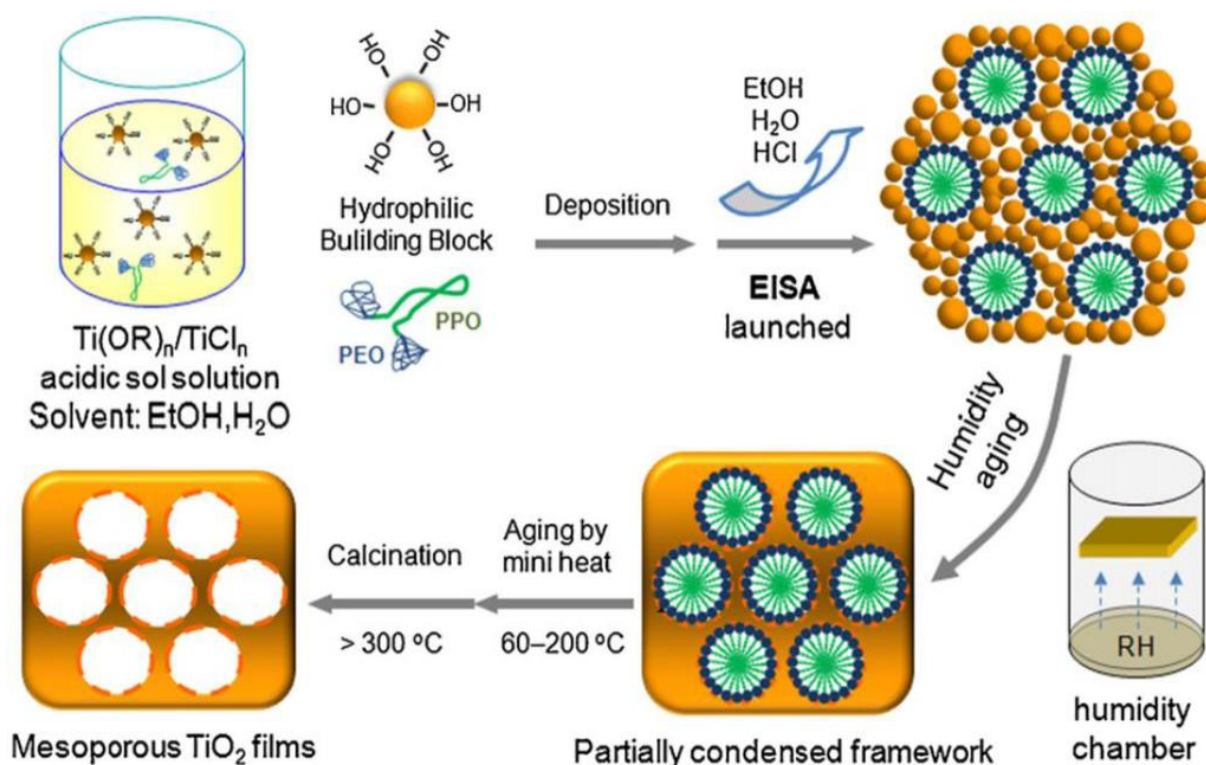 Ti(OR)n/TiCln
acidic sol solution
Solvent: EtOH,H2O
HO
OH
HO
OH
HO
OH
Hydrophilic
Bulilding Block
PPO
PEO
Deposition
EtOH
H2O
HCl
EISA
launched
Humidity
aging
RH
humidity
chamber
Partially condensed framework
Aging by
mini heat
60–200 ºC
Calcination
> 300 ºC
Mesoporous TiO2 films